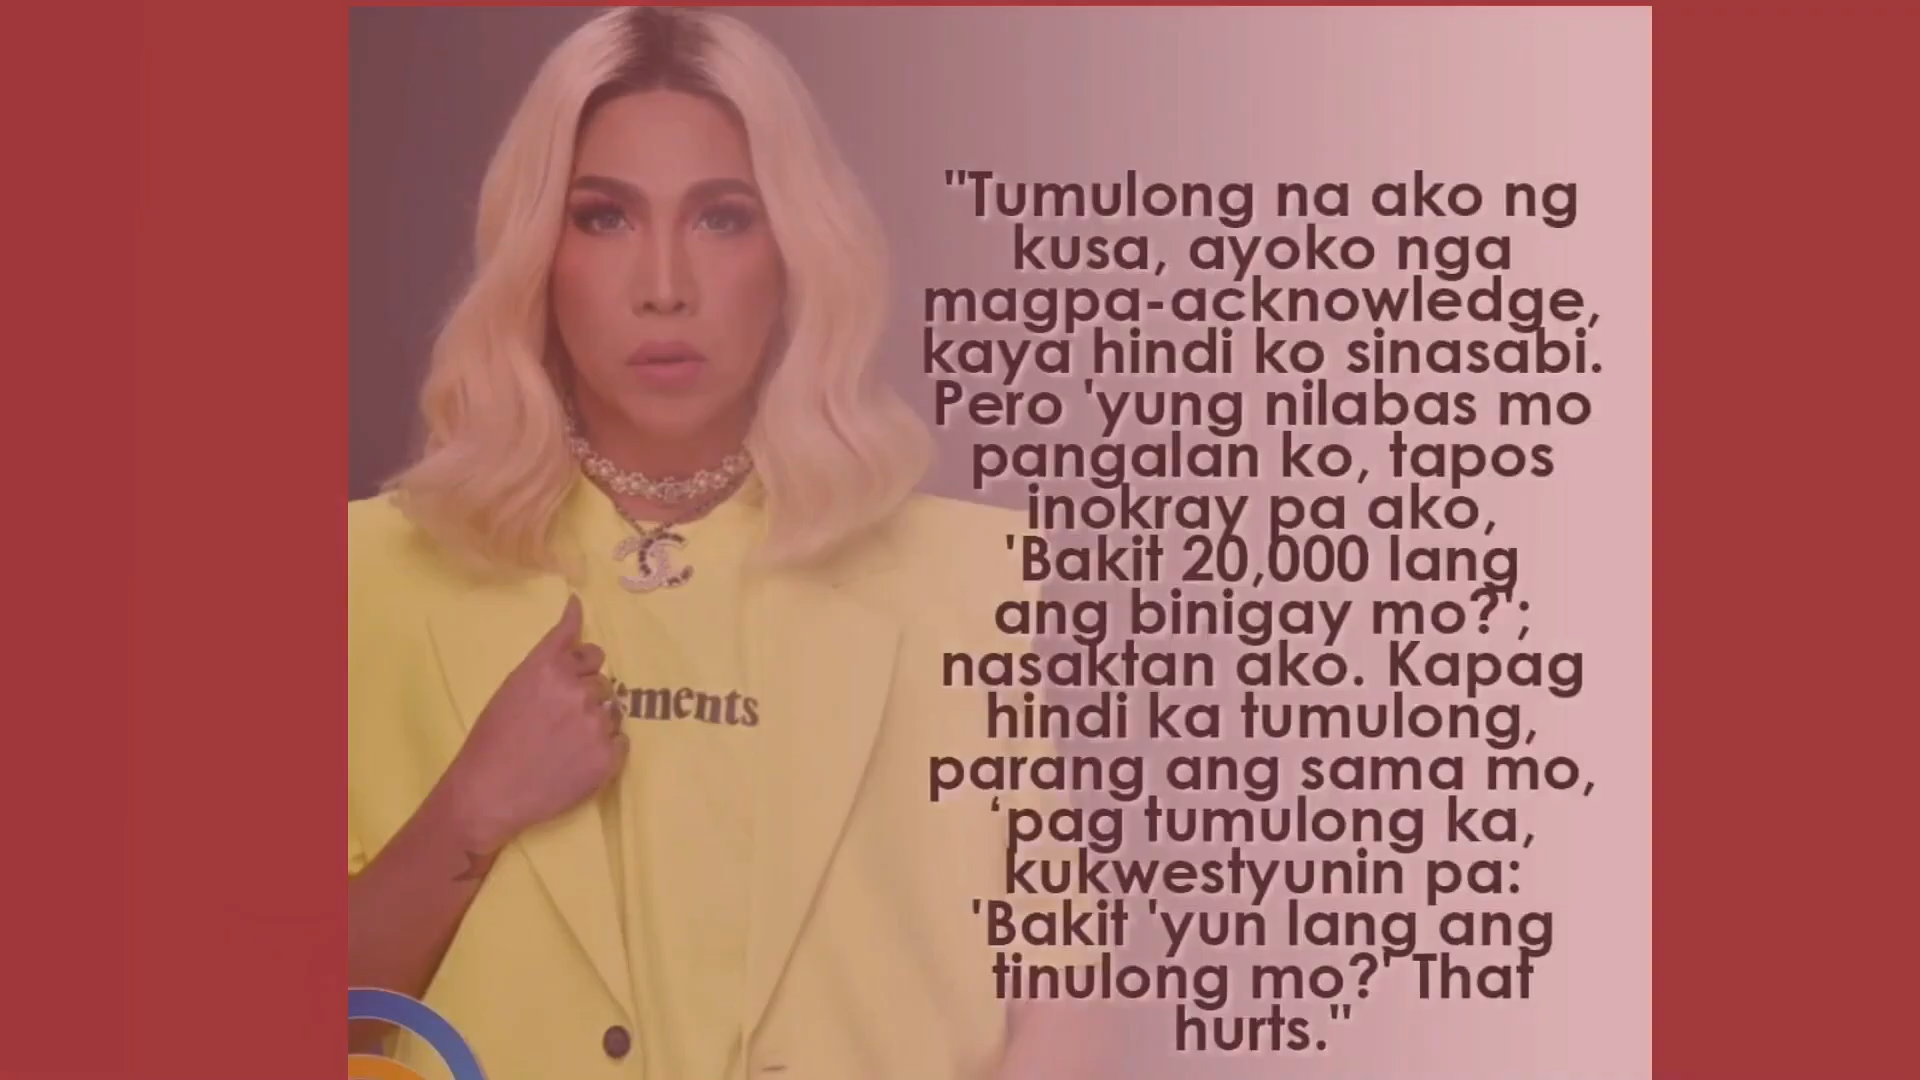 "Tumulong na ako ng
kusa, ayoko nga
magpa-acknowledge,
kaya hindi ko sinasabi.
Pero 'yung nilabas mo
pangalan ko, tapos
inokray pa ako,
'Bakit 20,000 lang
ang binigay mo?';
nasaktan ako. Kapag
hindi ka tumulong,
parang ang sama mo,
‘pag tumulong ka,
kukwestyunin pa:
'Bakit 'yun lang ang
tinulong mo?' That
hurts."